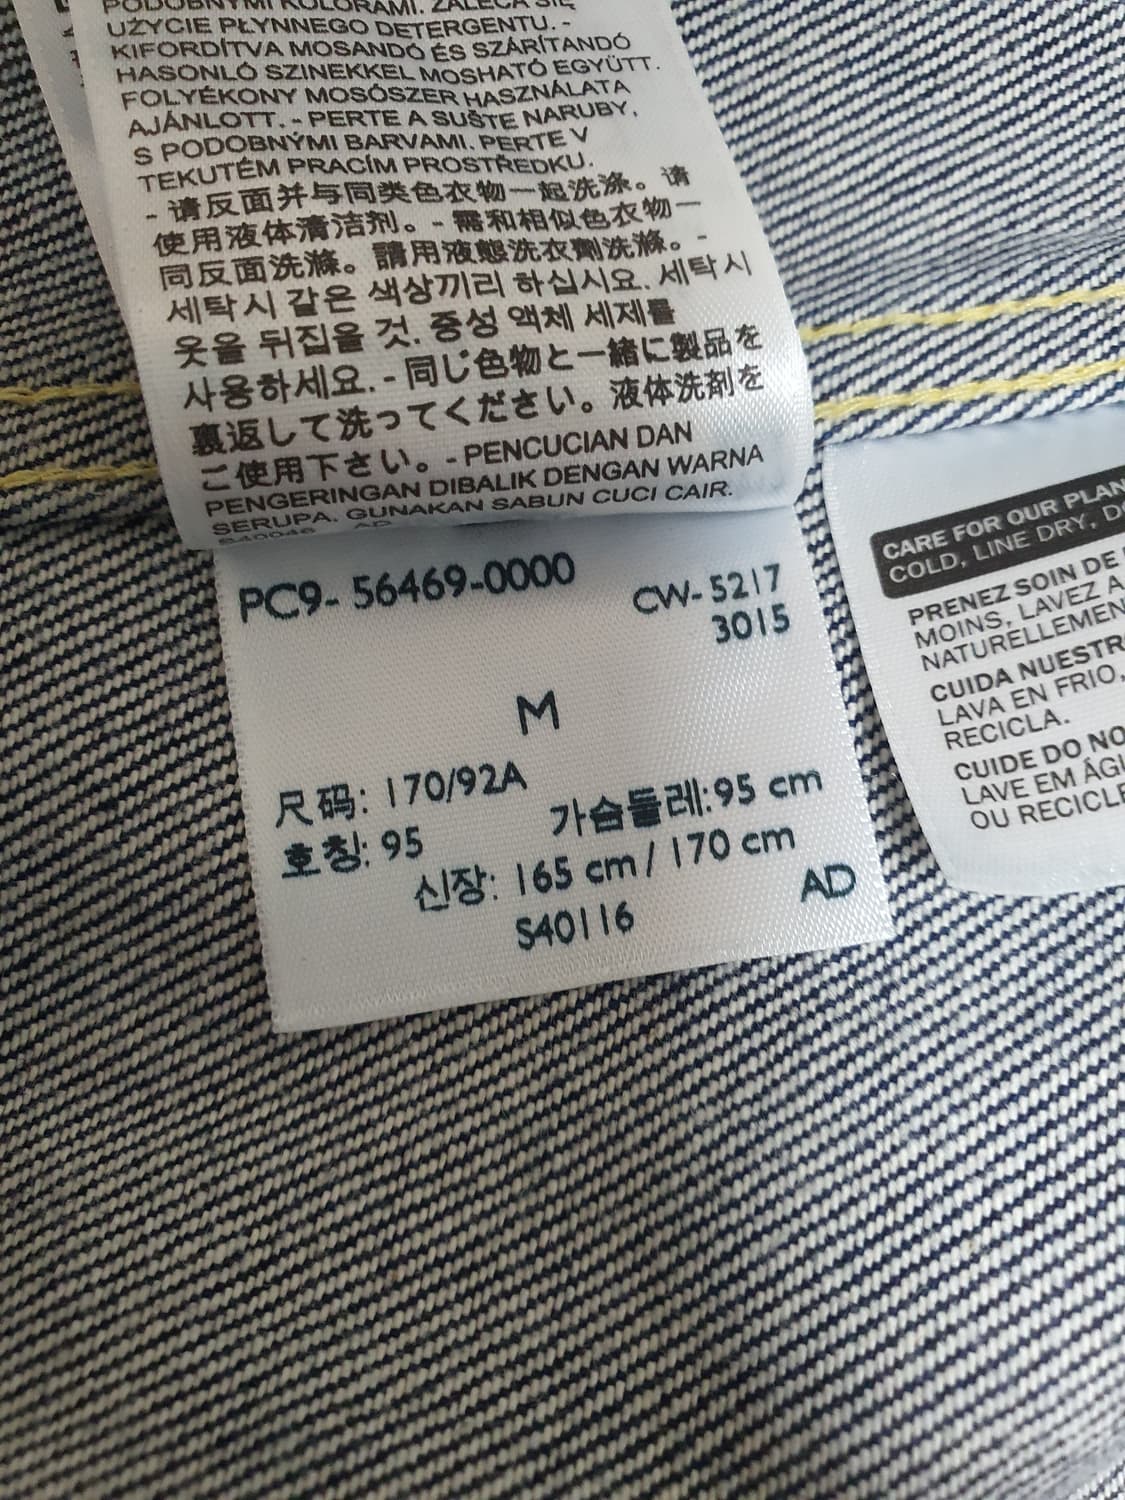 PODOBNYMI KOLORAMI. ZALECA SIĘ
UŻYCIE PŁYNNEGO DETERGENTU. -
KIFORDÍTVA MOSANDÓ ÉS SZÁRÍTANDÓ
HASONLÓ SZINEKKEL MOSHATÓ EGYÜTT.
FOLYÉKONY MOSÓSZER HASZNÁLATA
AJÁNLOTT. - PERTE A SUŠTE NARUBY,
S PODOBNÝMI BARVAMI. PERTE V
TEKUTÉM PRACÍM PROSTŘEDKU.
- 请反面并与同类色衣物一起洗涤。请
使用液体清洁剂。- 需和相似色衣物一
同反面洗滌。請用液態洗衣劑洗滌。-
세탁시 같은 색상끼리 하십시요. 세탁시
옷을 뒤집을 것. 중성 액체 세제를
사용하세요. - 同じ色物と一緒に製品を
裏返して洗ってください。液体洗剤を
ご使用下さい。- PENCUCIAN DAN
PENGERINGAN DIBALIK DENGAN WARNA
SERUPA. GUNAKAN SABUN CUCI CAIR.
AD
PC9- 56469-0000
CW- 5217
3015
M
尺码: 170/92A
호칭: 95
가슴둘레:95 cm
신장: 165 cm / 170 cm
S40116
AD
CARE FOR OUR PLAN
COLD, LINE DRY, D
PRENEZ SOIN DE
MOINS, LAVEZ A
NATURELLEMEN
CUIDA NUESTR
LAVA EN FRIO,
RECICLA.
CUIDE DO NO
LAVE EM ÁG
OU RECICLE